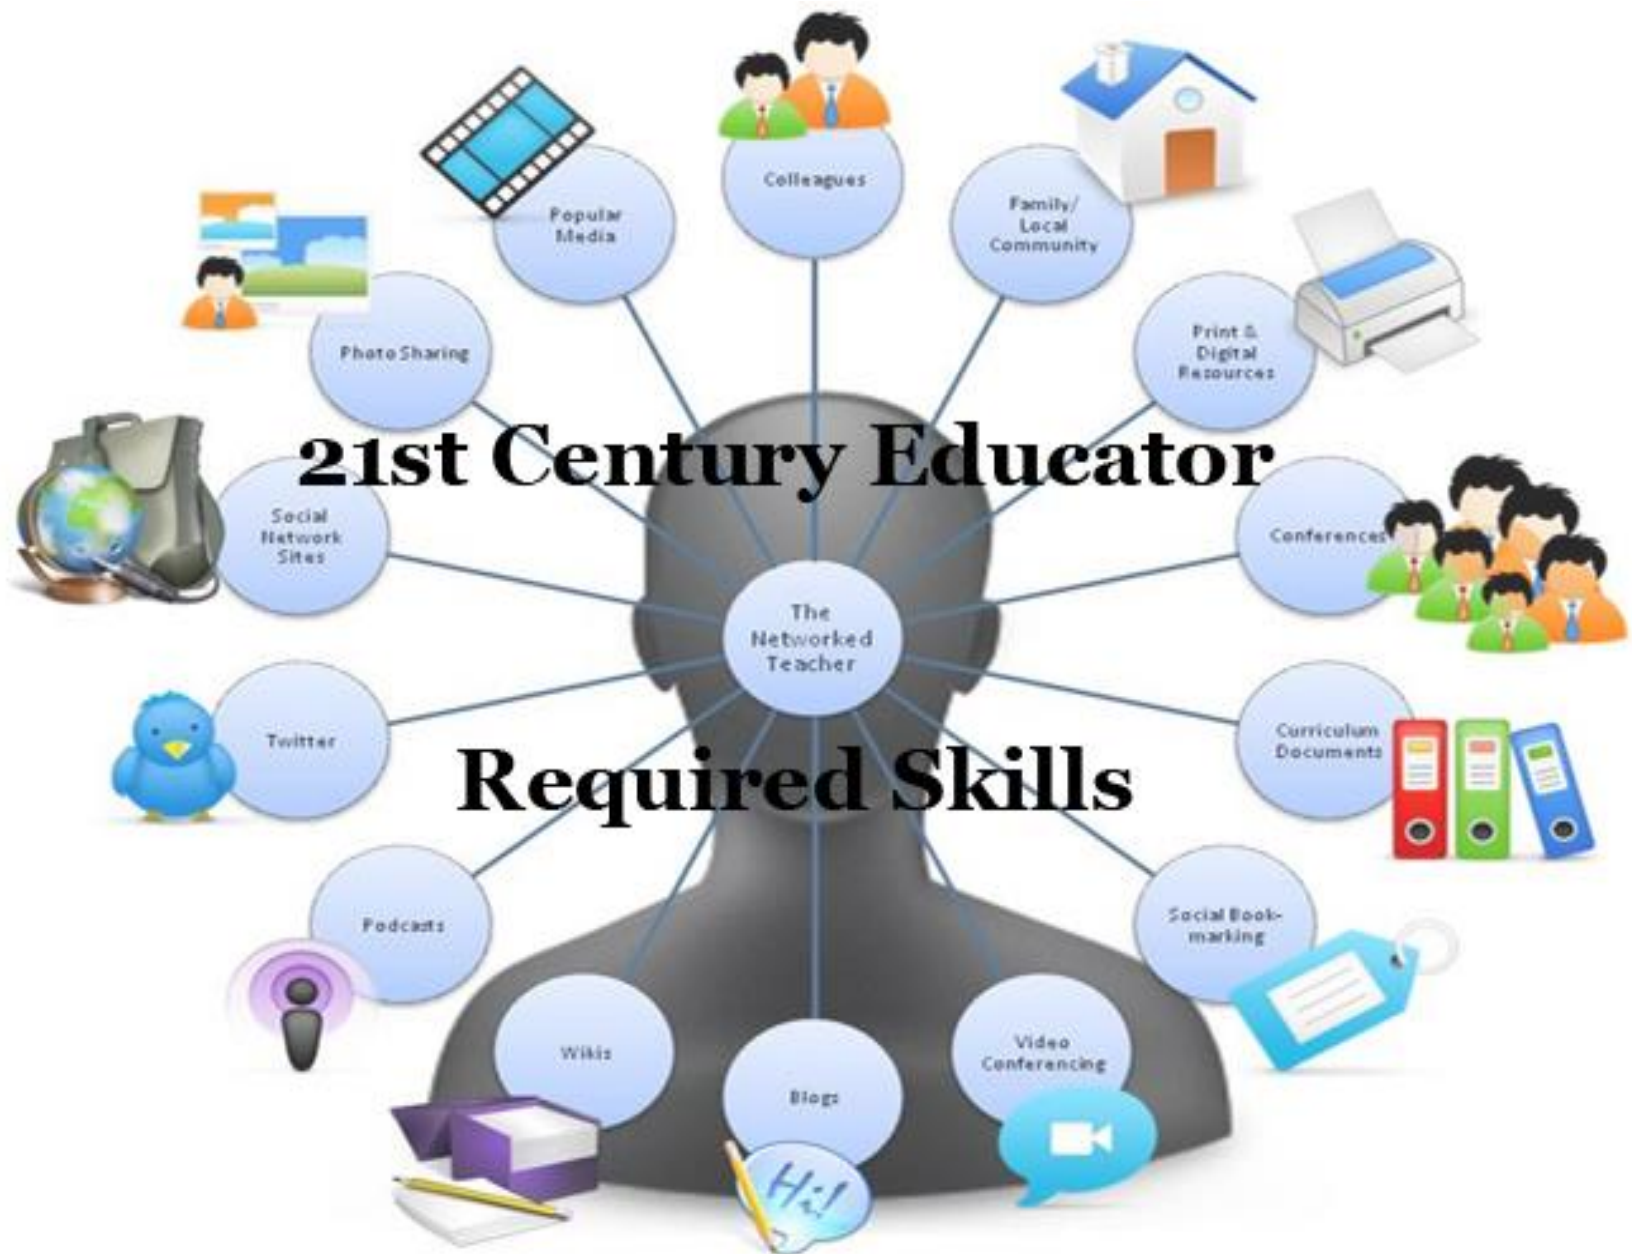 Colleagues
Family/
Local
Community
Popular
Media
Print &
Digital
Resources
Photo Sharing
21st Century Educator
Social
Network
Sites
Conferences
The
Networked
Teacher
Twitter
Curriculum
Documents
Required Skills
Podcasts
Social Book-
marking
Wikis
Video
Conferencing
Blogs
Hi!